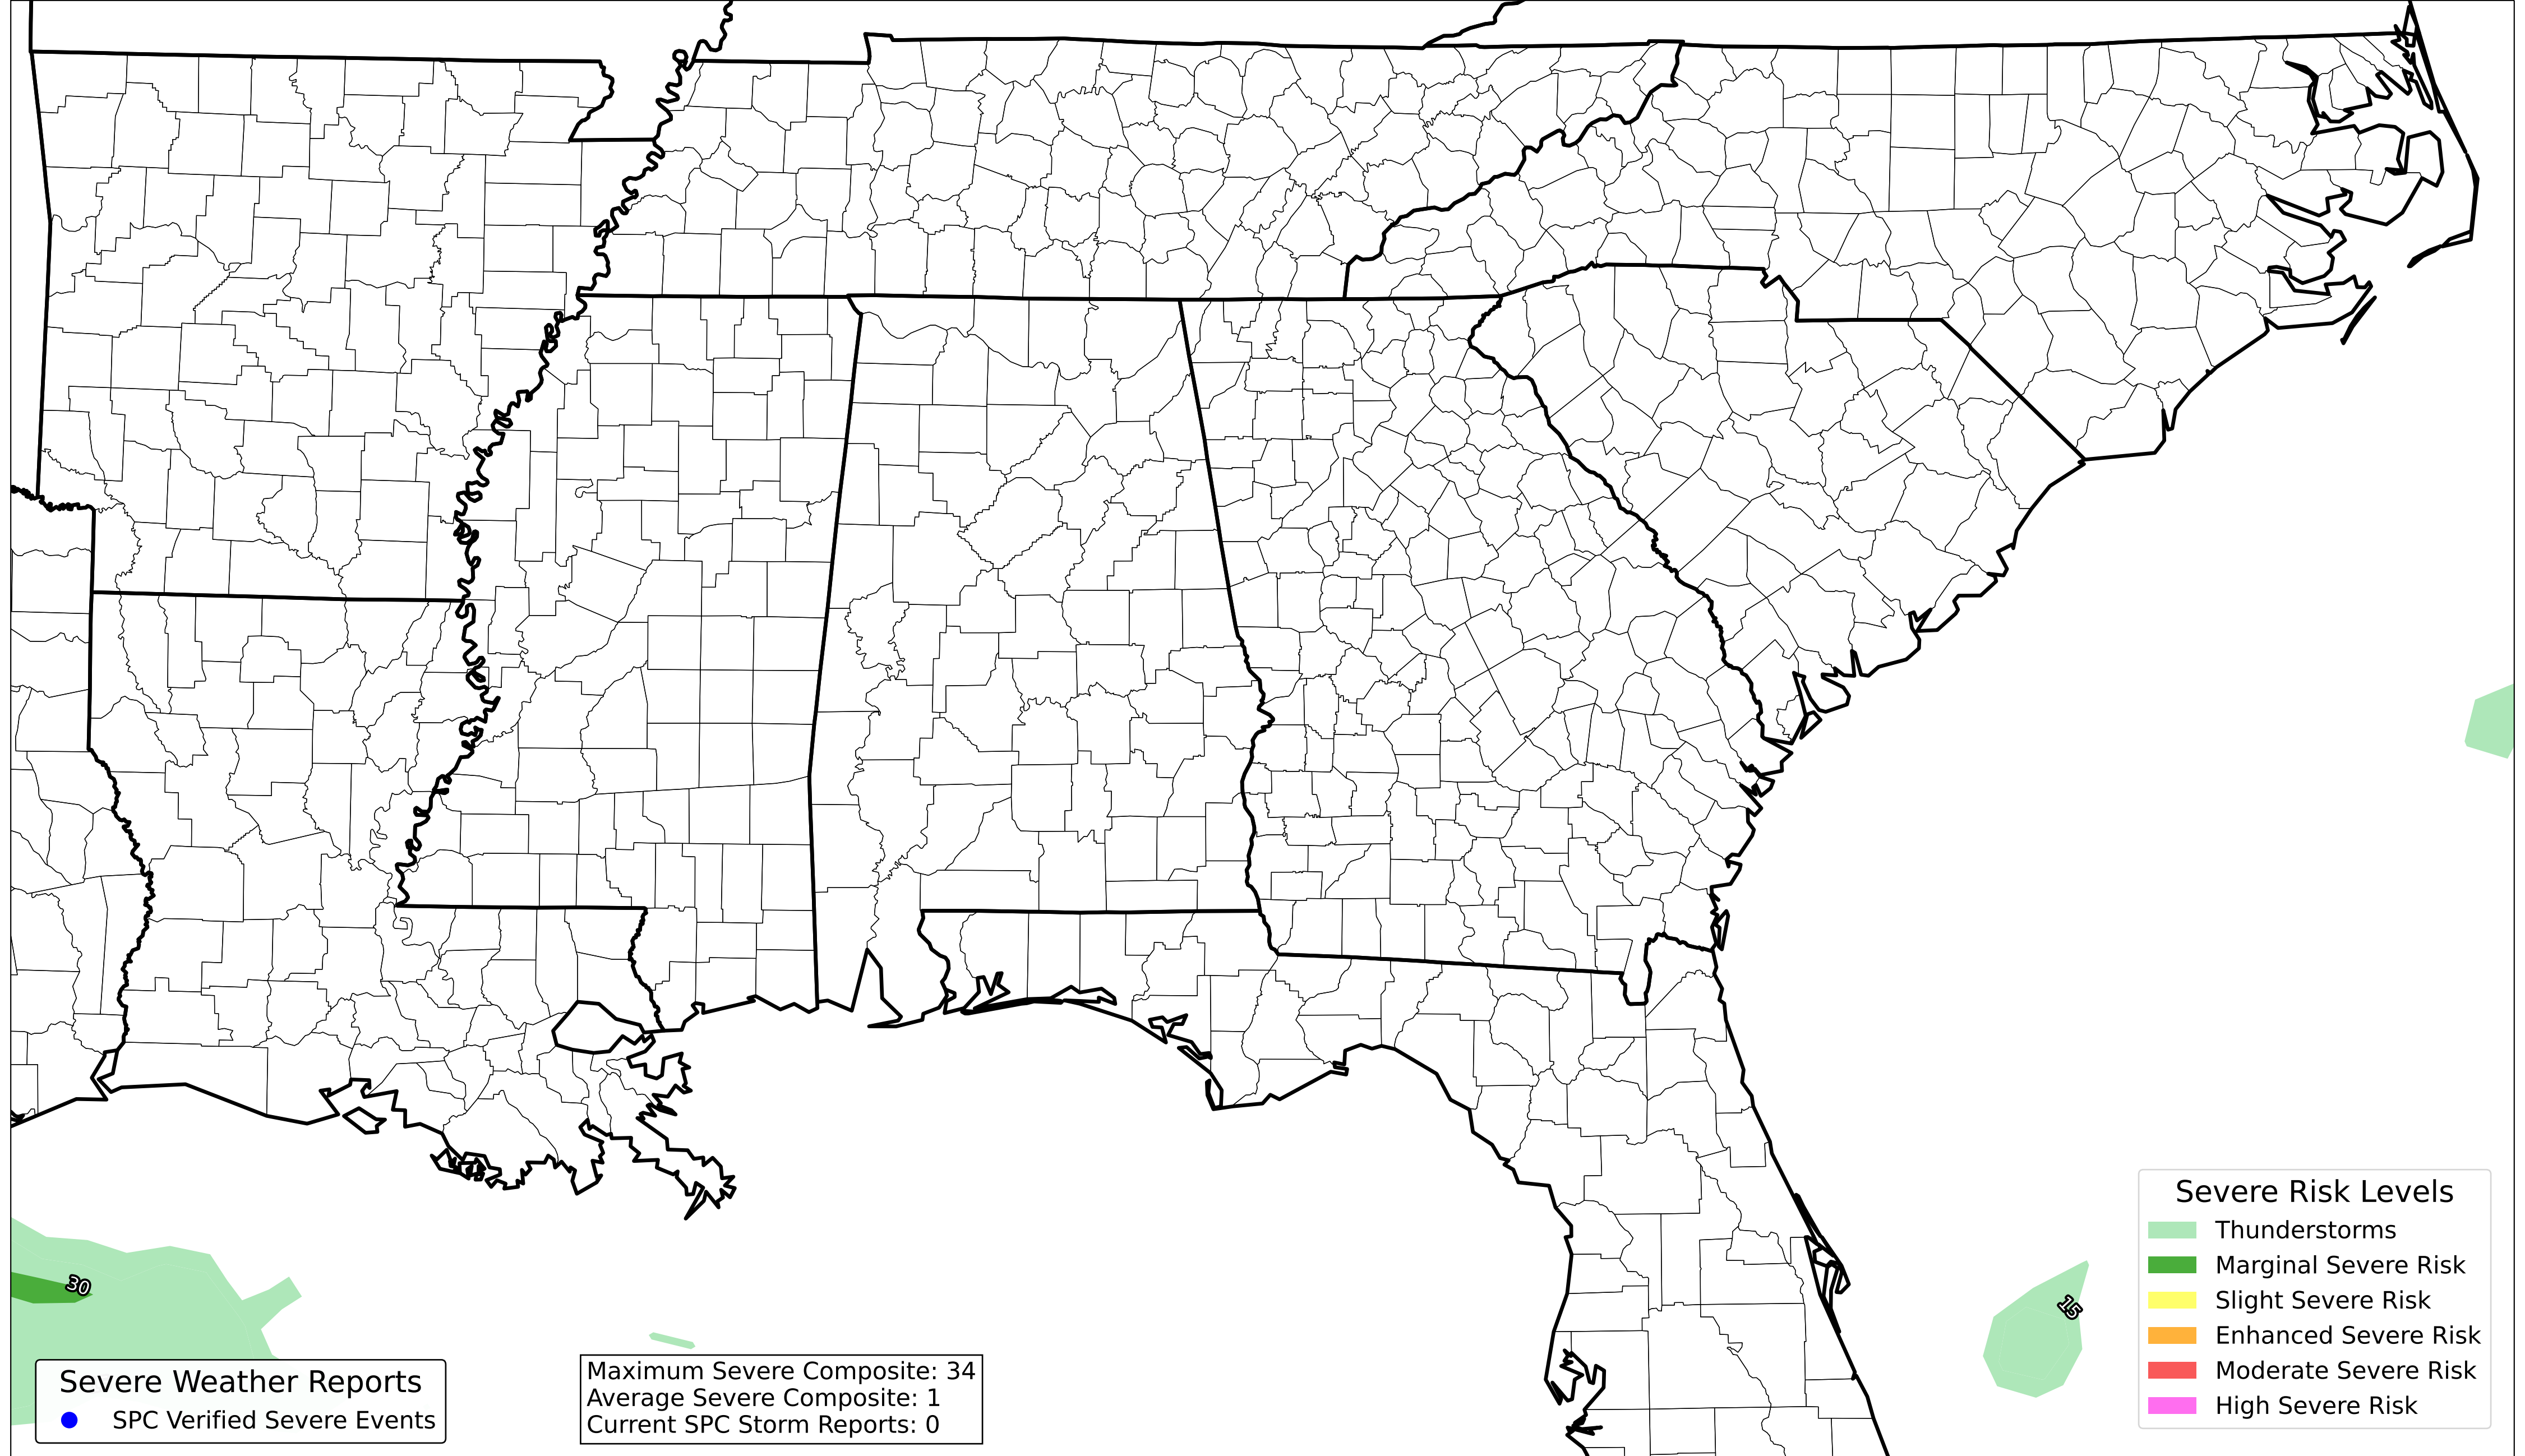 30
15
Severe Weather Reports
SPC Verified Severe Events
Maximum Severe Composite: 34
Average Severe Composite: 1
Current SPC Storm Reports: 0
Severe Risk Levels
Thunderstorms
Marginal Severe Risk
Slight Severe Risk
Enhanced Severe Risk
Moderate Severe Risk
High Severe Risk